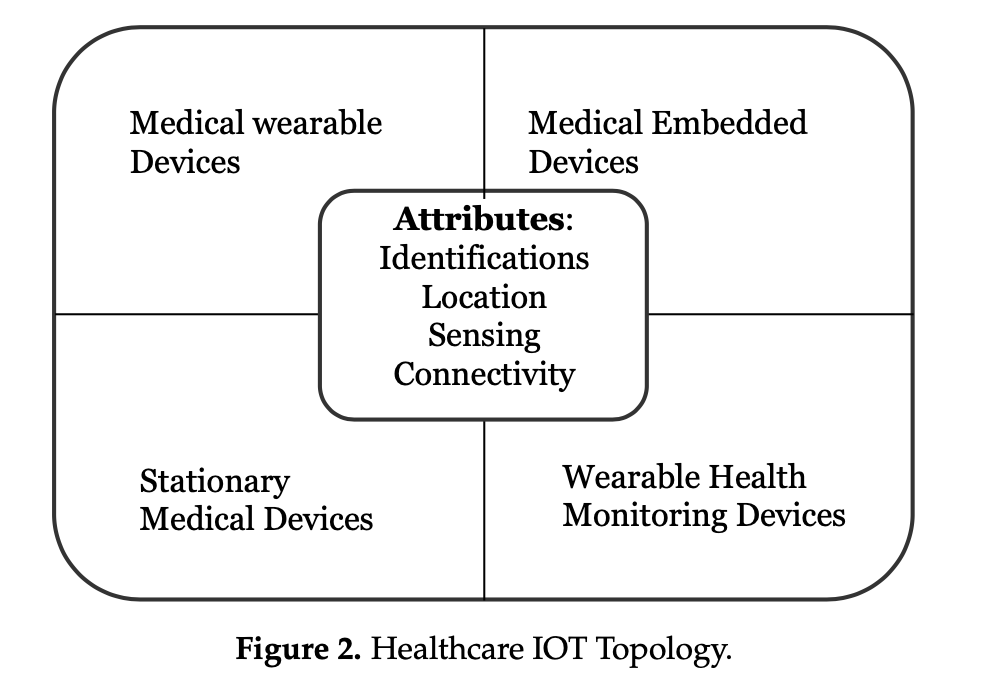 Medical wearable
Devices
Medical Embedded
Devices
Attributes:
Identifications
Location
Sensing
Connectivity
Stationary
Medical Devices
Wearable Health
Monitoring Devices
Figure 2. Healthcare IOT Topology.